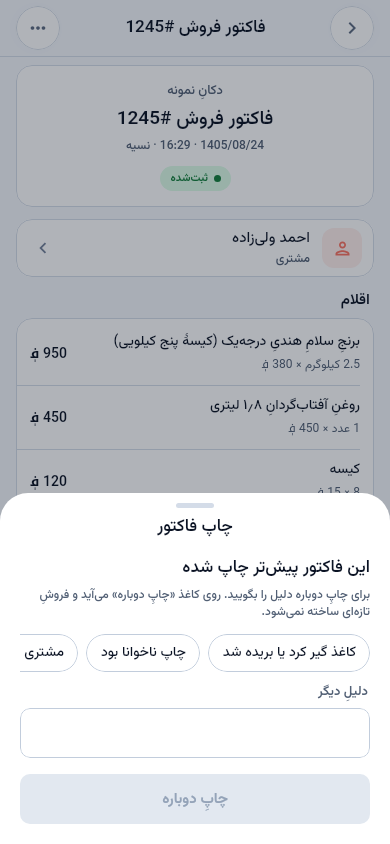 فاکتور فروش #1245
دکانِ نمونه
فاکتور فروش #1245
1405/08/24 · 16:29 · نسیه
ثبت‌شده
احمد ولی‌زاده
مشتری
اقلام
برنجِ سلامِ هندیِ درجه‌یک (کیسهٔ پنج کیلویی)
950 ؋
2.5 کیلوگرم × 380 ؋
روغنِ آفتاب‌گردانِ ۱٫۸ لیتری
450 ؋
1 عدد × 450 ؋
کیسه
120 ؋
8 × 15 ؋
چاپ فاکتور
این فاکتور پیش‌تر چاپ شده
برای چاپ دوباره دلیل را بگویید. روی کاغذ «چاپِ دوباره» می‌آید و فروشِ
تازه‌ای ساخته نمی‌شود.
کاغذ گیر کرد یا بریده شد
چاپ ناخوانا بود
مشتری
دلیلِ دیگر
چاپِ دوباره